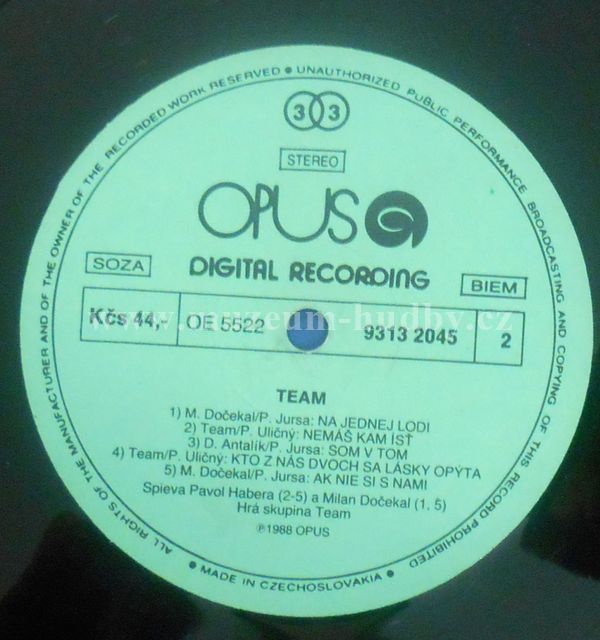 ALL RIGHTS OF THE MANUFACTURER AND OF THE OWNER OF THE RECORDED WORK RESERVED ● UNAUTHORIZED PUBLIC PERFORMANCE BROADCASTING AND COPYING OF THIS RECORD PROHIBITED
33
STEREO
OPUS
DIGITAL RECORDING
SOZA
BIEM
Kčs 44,- OE 5522 9313 2045 2
www.muzeum-hudby.cz
TEAM
1) M. Dočekal/P. Jursa: NA JEDNEJ LODI
2) Team/P. Uličný: NEMÁŠ KAM ÍSŤ
3) D. Antalík/P. Jursa: SOM V TOM
4) Team/P. Uličný: KTO Z NÁS DVOCH SA LÁSKY OPÝTA
5) M. Dočekal/P. Jursa: AK NIE SI S NAMI
Spieva Pavol Habera (2-5) a Milan Dočekal (1, 5)
Hrá skupina Team
℗1988 OPUS
● MADE IN CZECHOSLOVAKIA ●